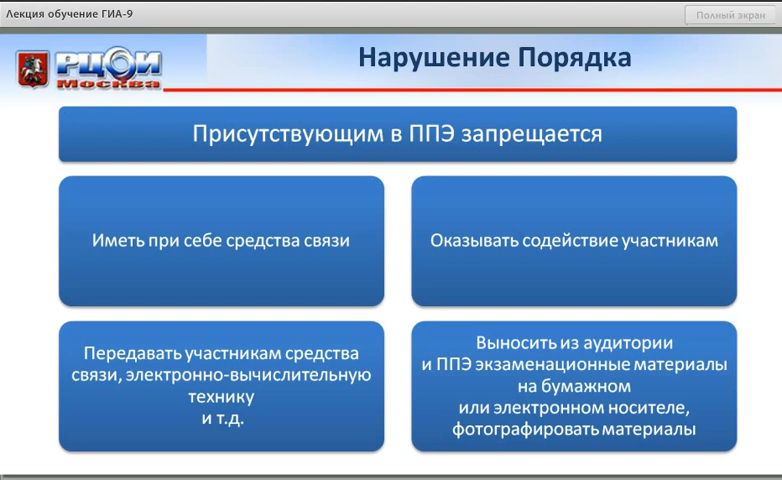 Лекция обучение ГИА-9
Полный экран
РЦОИ
Москва
Нарушение Порядка
Присутствующим в ППЭ запрещается
Иметь при себе средства связи
Оказывать содействие участникам
Передавать участникам средства
связи, электронно-вычислительную
технику
и т.д.
Выносить из аудитории
и ППЭ экзаменационные материалы
на бумажном
или электронном носителе,
фотографировать материалы